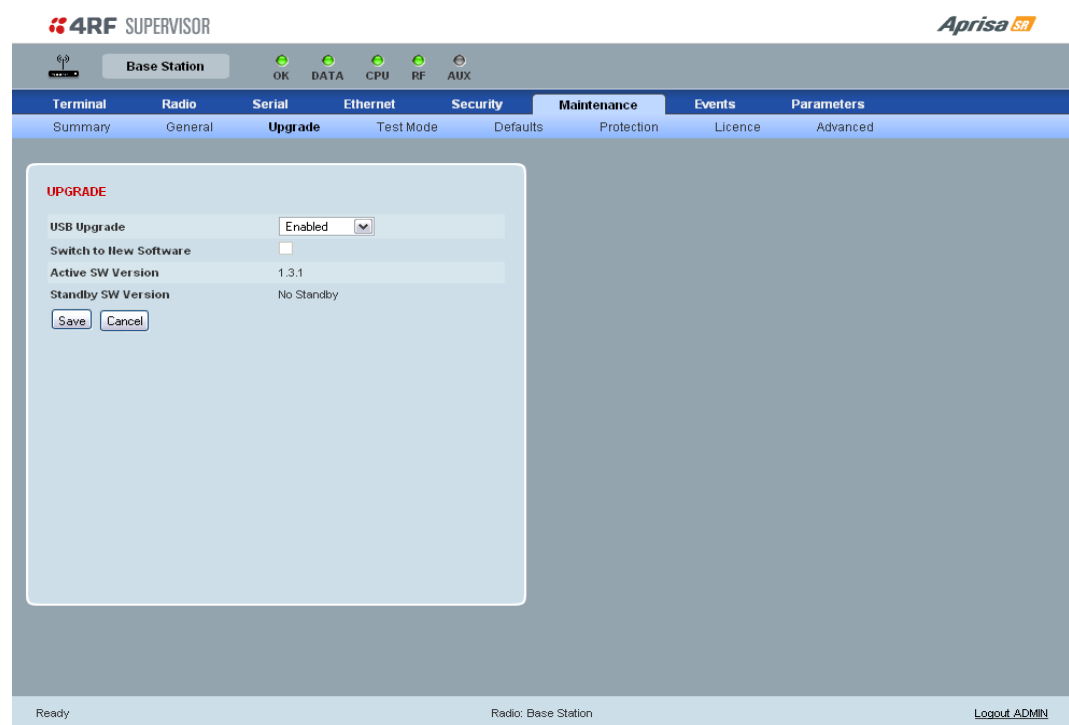 4RF SUPERVISOR
Aprisa SR
Base Station
OK DATA CPU RF AUX
Terminal Radio Serial Ethernet Security Maintenance Events Parameters
Summary General Upgrade Test Mode Defaults Protection Licence Advanced
UPGRADE
USB Upgrade Enabled
Switch to New Software
Active SW Version 1.3.1
Standby SW Version No Standby
Save Cancel
Ready Radio: Base Station Logout ADMIN